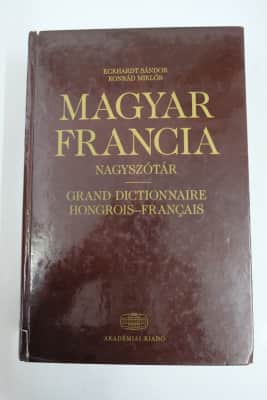 ECKHARDT SÁNDOR
KONRÁD MIKLÓS
MAGYAR
FRANCIA
NAGYSZÓTÁR
GRAND DICTIONNAIRE
HONGROIS–FRANÇAIS
AKADÉMIAI KIADÓ